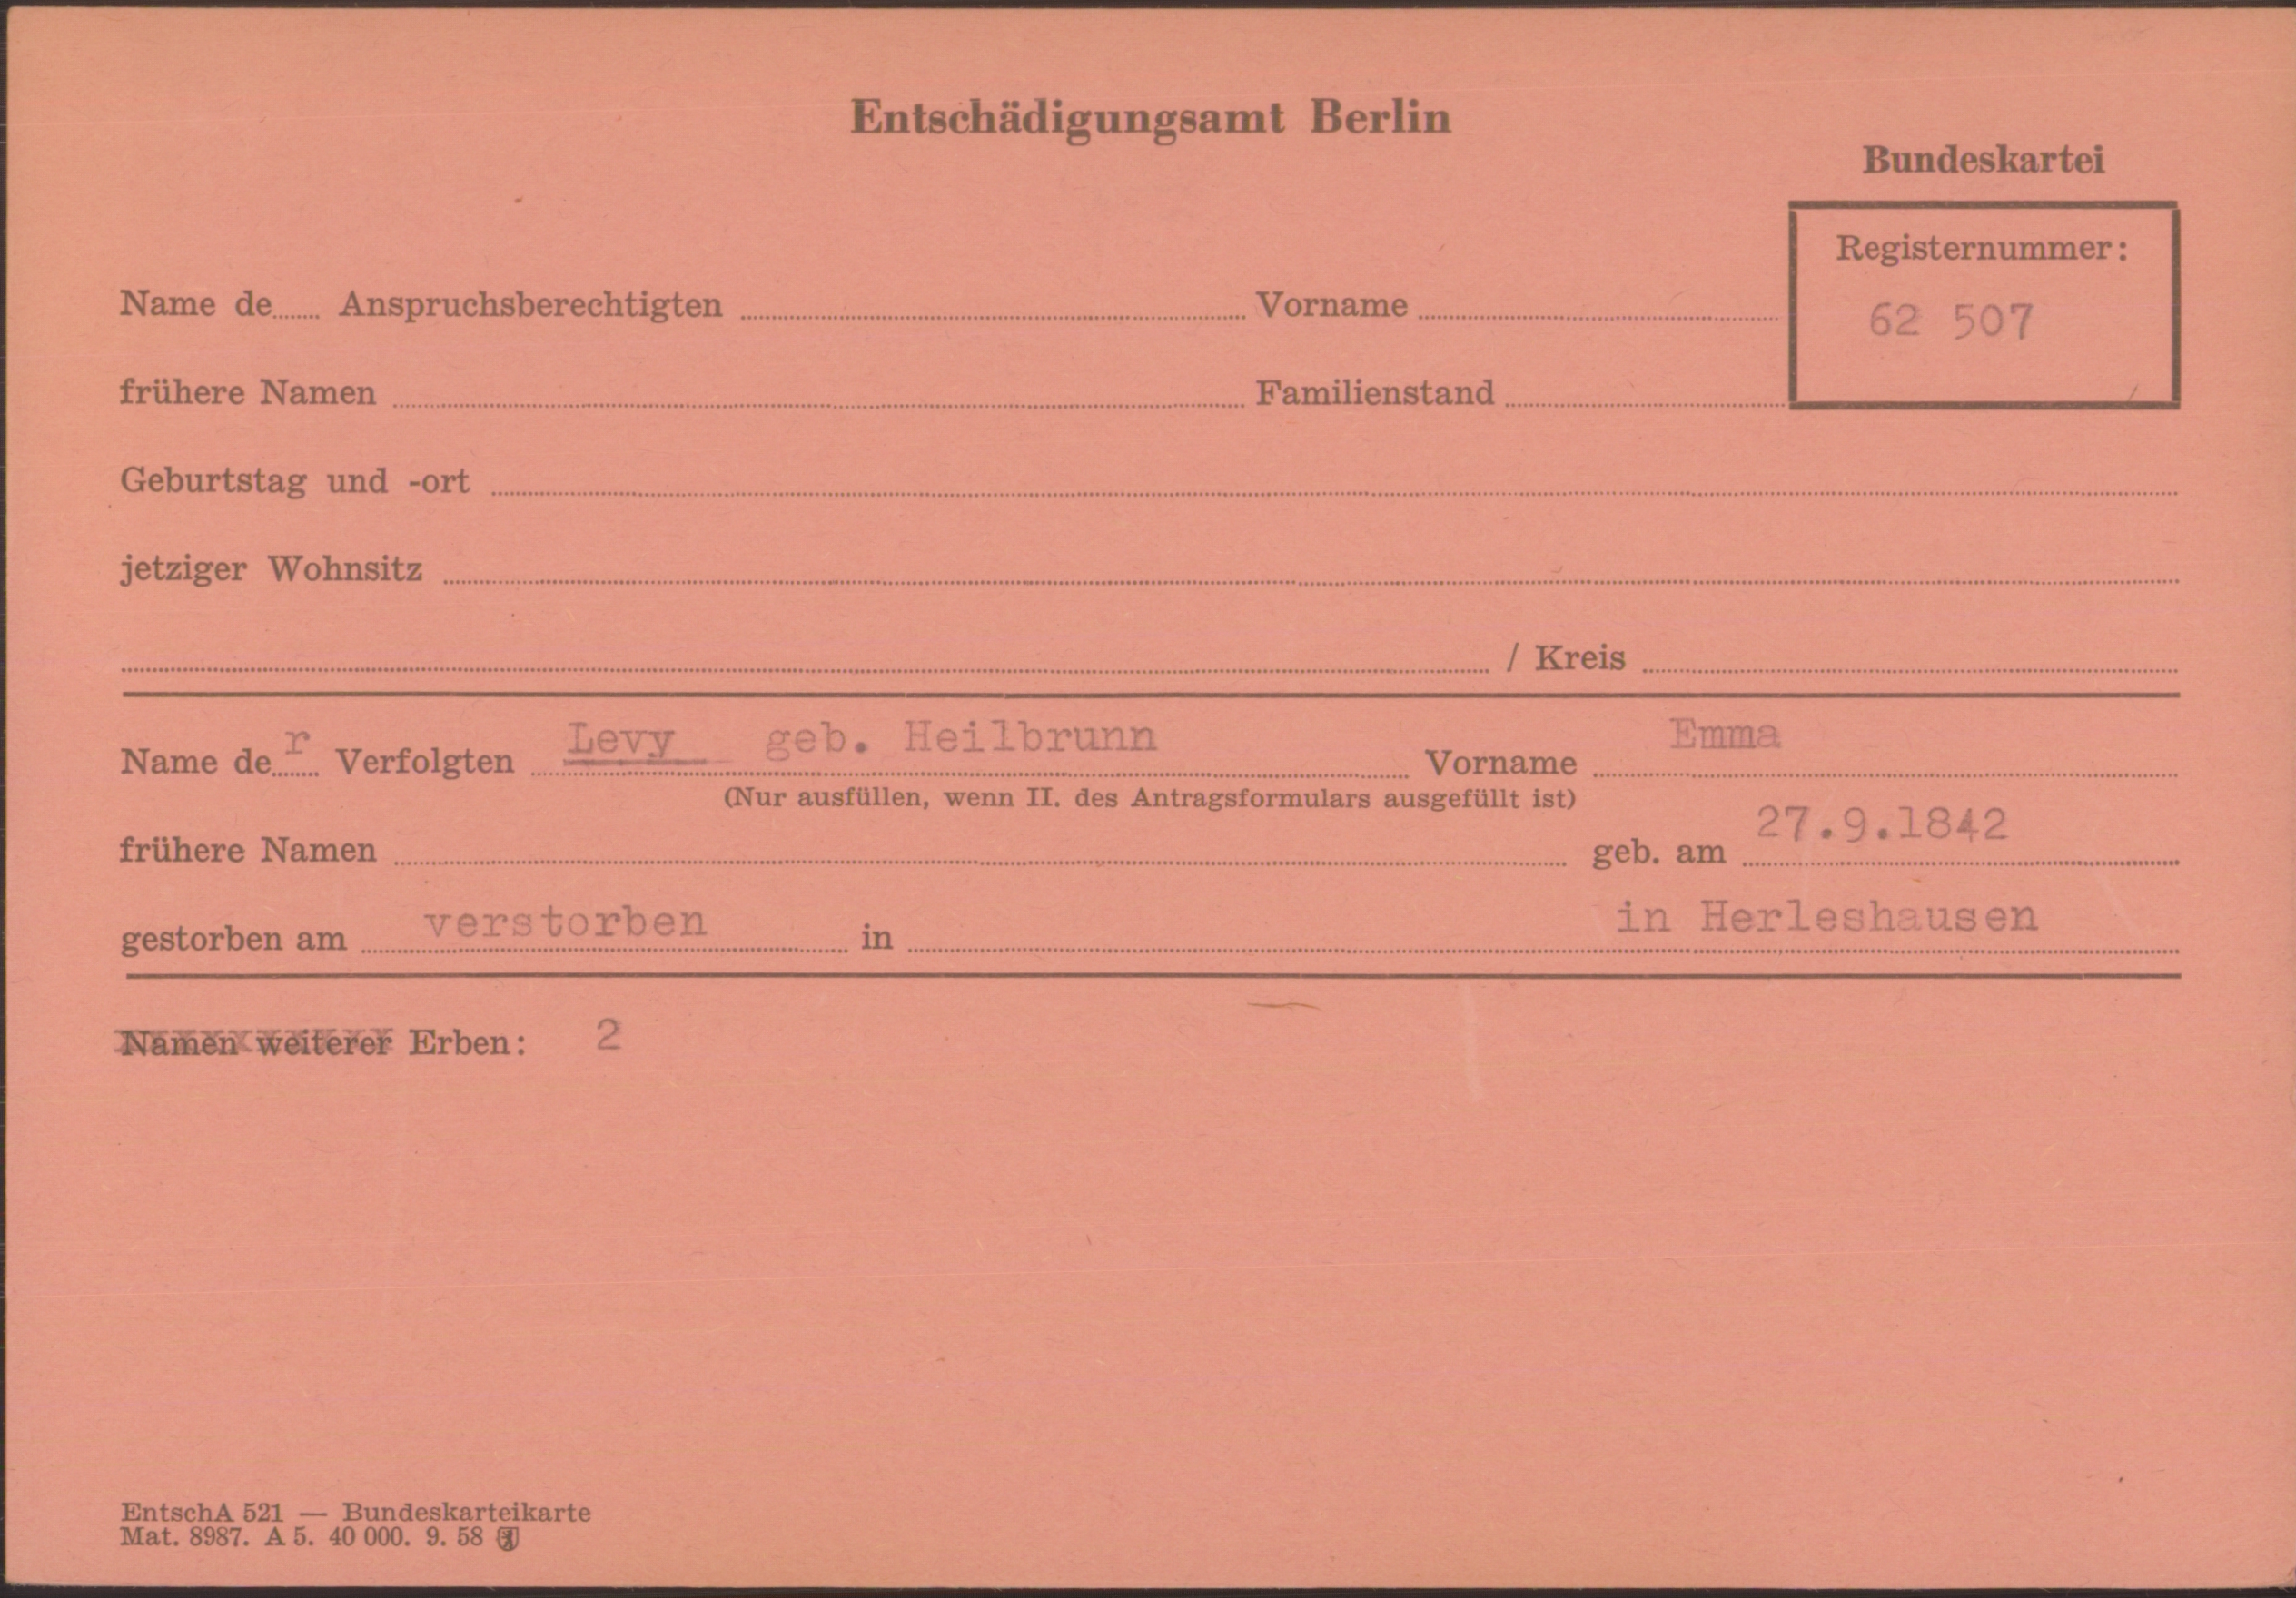 Entschädigungsamt Berlin
Bundeskartei
Registernummer:
62 507
Name de...... Anspruchsberechtigten Vorname
frühere Namen Familienstand
Geburtstag und -ort
jetziger Wohnsitz
/ Kreis
Name der Verfolgten Levy geb. Heilbrunn Vorname Emma
(Nur ausfüllen, wenn II. des Antragsformulars ausgefüllt ist)
frühere Namen geb. am 27.9.1842
gestorben am verstorben in in Herleshausen
Namen weiterer Erben: 2
EntschA 521 — Bundeskarteikarte
Mat. 8987. A 5. 40 000. 9. 58